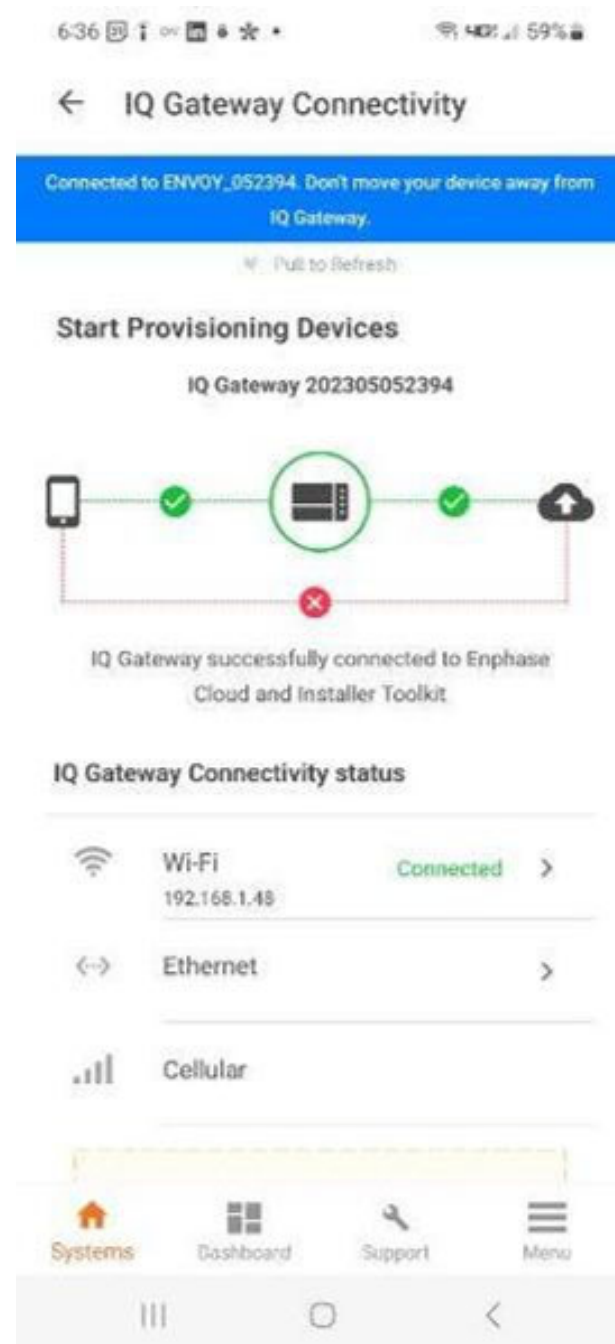 6:36
59%
IQ Gateway Connectivity
Connected to ENVOY_052394. Don't move your device away from
IQ Gateway.
Pull to Refresh
Start Provisioning Devices
IQ Gateway 202305052394
IQ Gateway successfully connected to Enphase
Cloud and Installer Toolkit
IQ Gateway Connectivity status
Wi-Fi
Connected
192.168.1.48
Ethernet
Cellular
Systems
Dashboard
Support
Menu